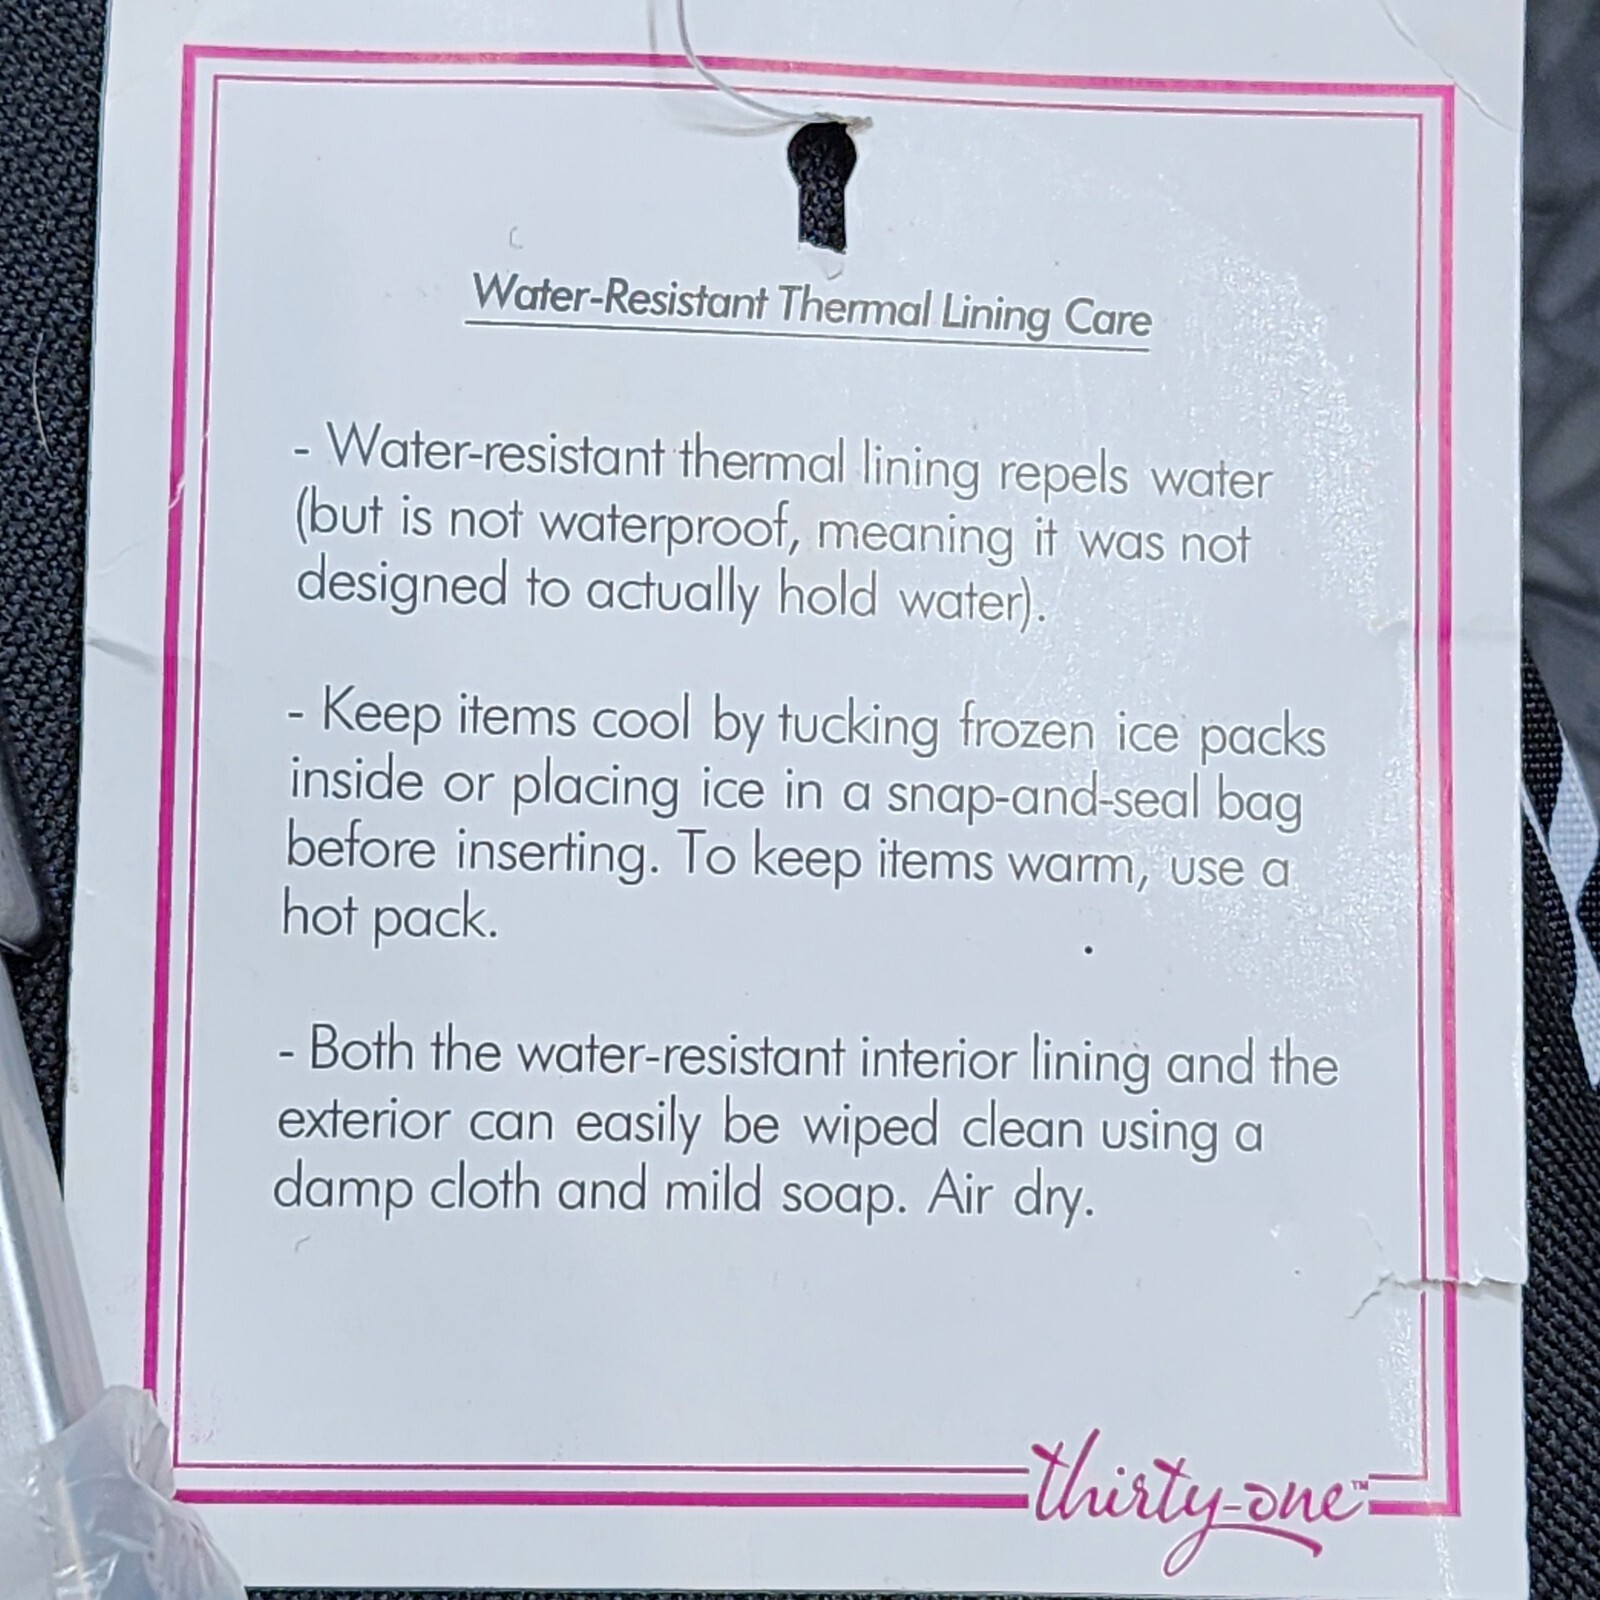 Water-Resistant Thermal Lining Care
- Water-resistant thermal lining repels water
(but is not waterproof, meaning it was not
designed to actually hold water).
- Keep items cool by tucking frozen ice packs
inside or placing ice in a snap-and-seal bag
before inserting. To keep items warm, use a
hot pack.
- Both the water-resistant interior lining and the
exterior can easily be wiped clean using a
damp cloth and mild soap. Air dry.
thirty-one™